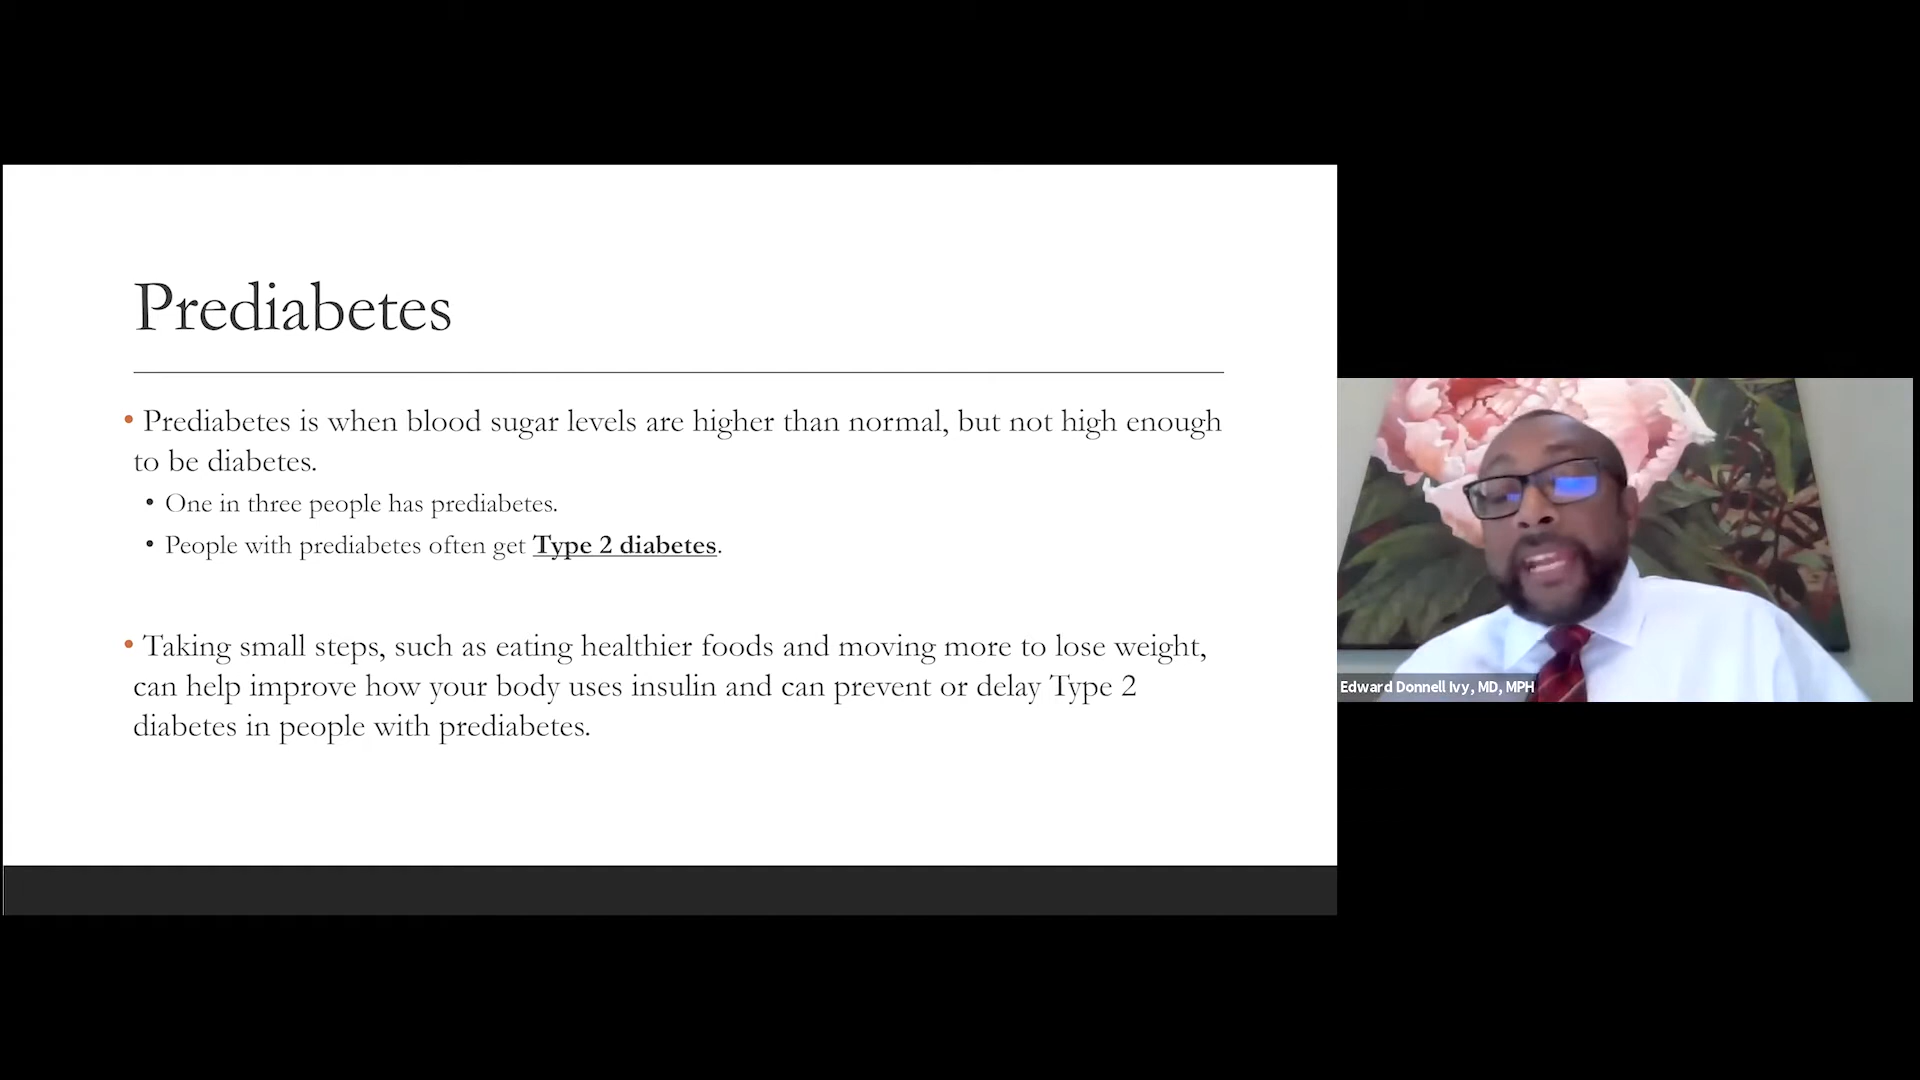 Prediabetes
• Prediabetes is when blood sugar levels are higher than normal, but not high enough
to be diabetes.
• One in three people has prediabetes.
• People with prediabetes often get Type 2 diabetes.
• Taking small steps, such as eating healthier foods and moving more to lose weight,
can help improve how your body uses insulin and can prevent or delay Type 2
diabetes in people with prediabetes.
Edward Donnell Ivy, MD, MPH